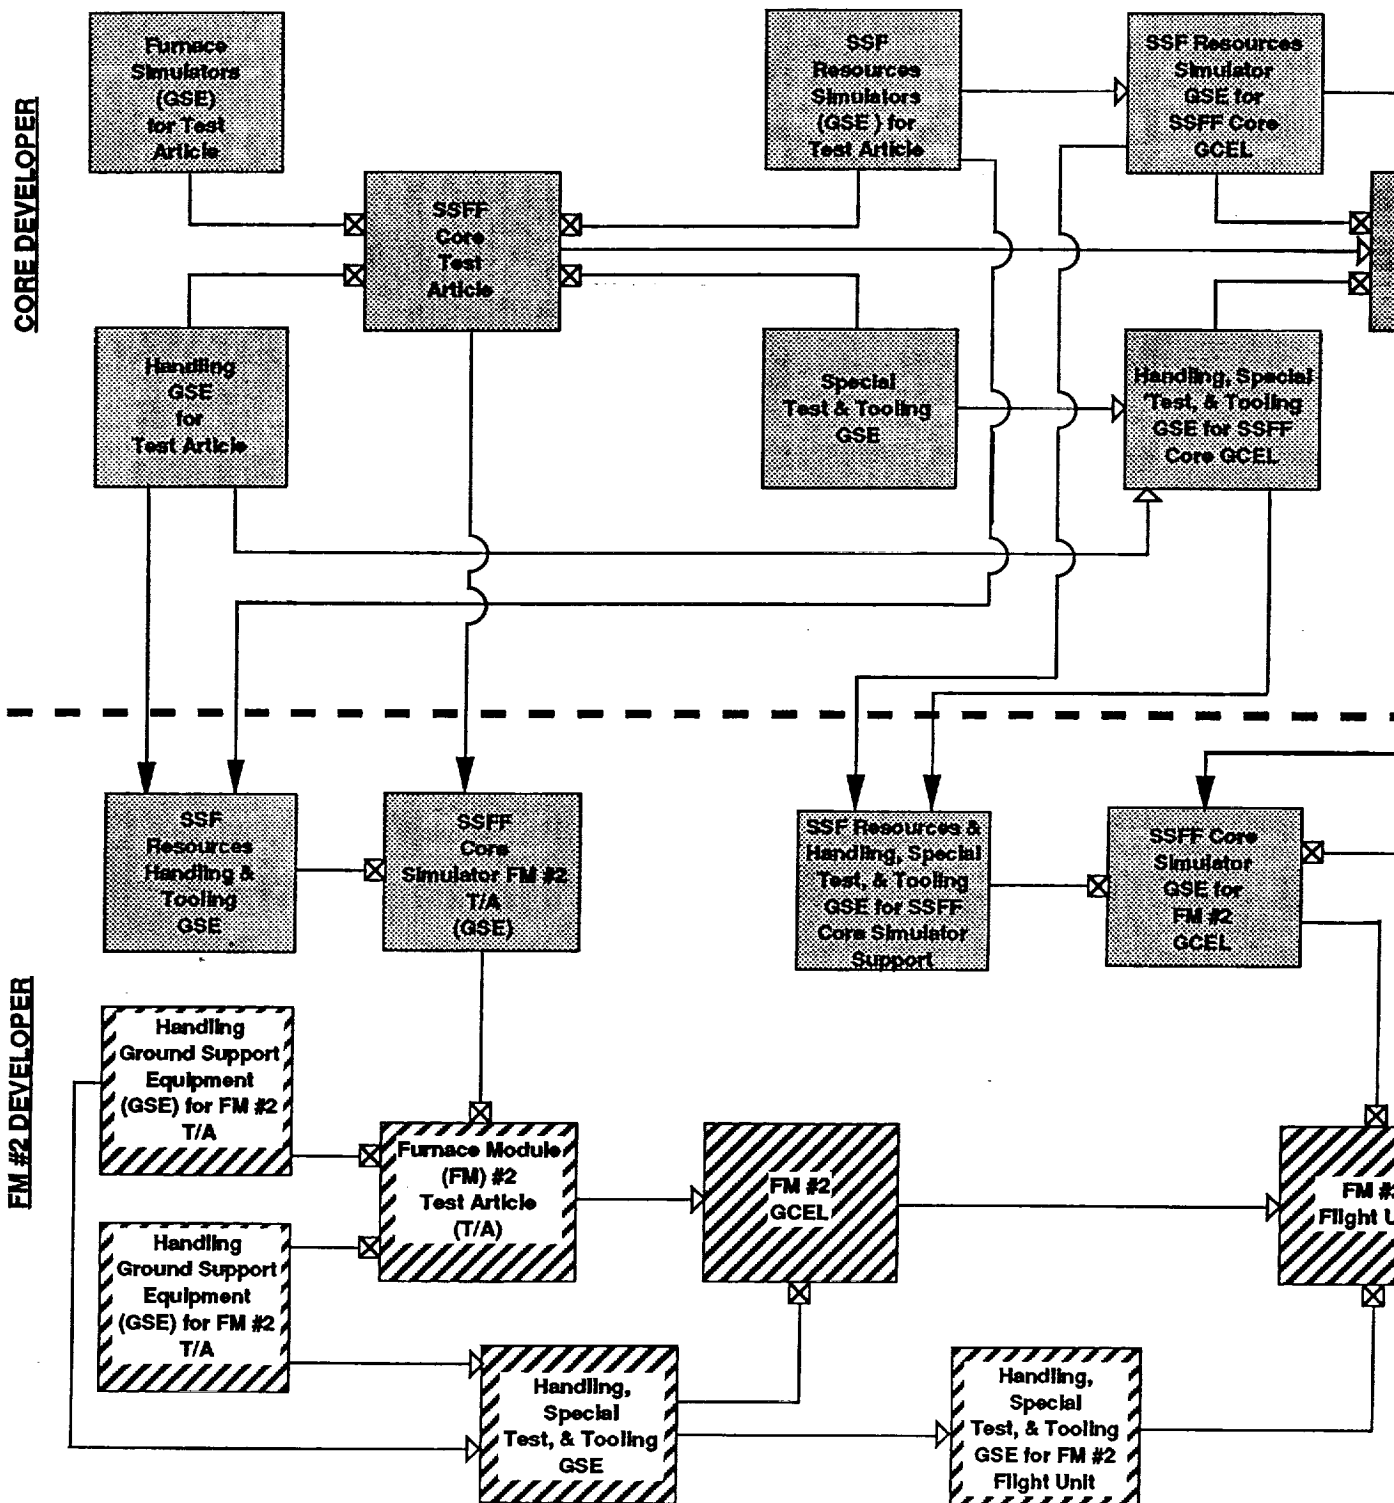 CORE DEVELOPER
Furnace
Simulators
(GSE)
for Test
Article
SSF
Resources
Simulators
(GSE ) for
Test Article
SSF Resources
Simulator
GSE for
SSFF Core
GCEL
SSFF
Core
Test
Article
Handling
GSE
for
Test Article
Special
Test & Tooling
GSE
Handling, Special
Test, & Tooling
GSE for SSFF
Core GCEL
FM #2 DEVELOPER
SSF
Resources
Handling &
Tooling
GSE
SSFF
Core
Simulator FM #2
T/A
(GSE)
SSF Resources &
Handling, Special
Test, & Tooling
GSE for SSFF
Core Simulator
Support
SSFF Core
Simulator
GSE for
FM #2
GCEL
Handling
Ground Support
Equipment
(GSE) for FM #2
T/A
Furnace Module
(FM) #2
Test Article
(T/A)
FM #2
GCEL
FM
Flight
Handling
Ground Support
Equipment
(GSE) for FM #2
T/A
Handling,
Special
Test, & Tooling
GSE
Handling,
Special
Test, & Tooling
GSE for FM #2
Flight Unit